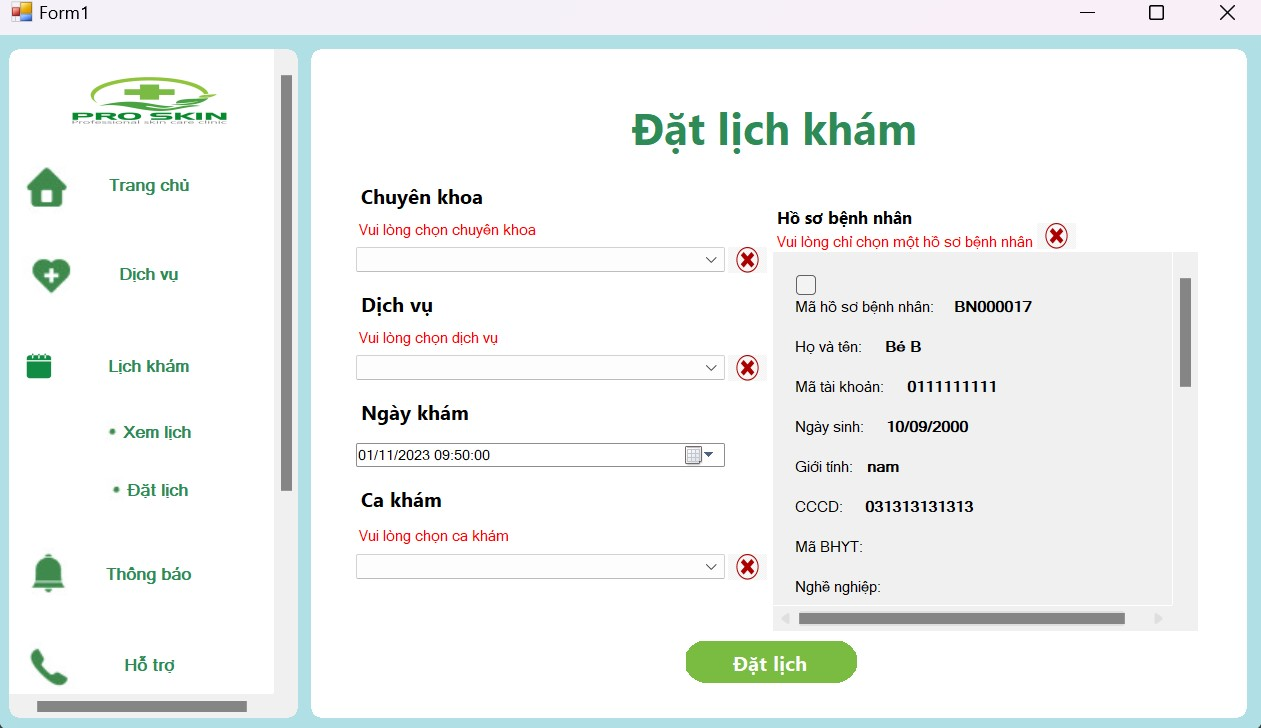 Form1
PRO SKIN
Professional skin care clinic
Trang chủ
Dịch vụ
Lịch khám
• Xem lịch
• Đặt lịch
Thông báo
Hỗ trợ
Đặt lịch khám
Chuyên khoa
Vui lòng chọn chuyên khoa
Dịch vụ
Vui lòng chọn dịch vụ
Ngày khám
01/11/2023 09:50:00
Ca khám
Vui lòng chọn ca khám
Hồ sơ bệnh nhân
Vui lòng chỉ chọn một hồ sơ bệnh nhân
Mã hồ sơ bệnh nhân: BN000017
Họ và tên: Bé B
Mã tài khoản: 0111111111
Ngày sinh: 10/09/2000
Giới tính: nam
CCCD: 031313131313
Mã BHYT:
Nghề nghiệp:
Đặt lịch